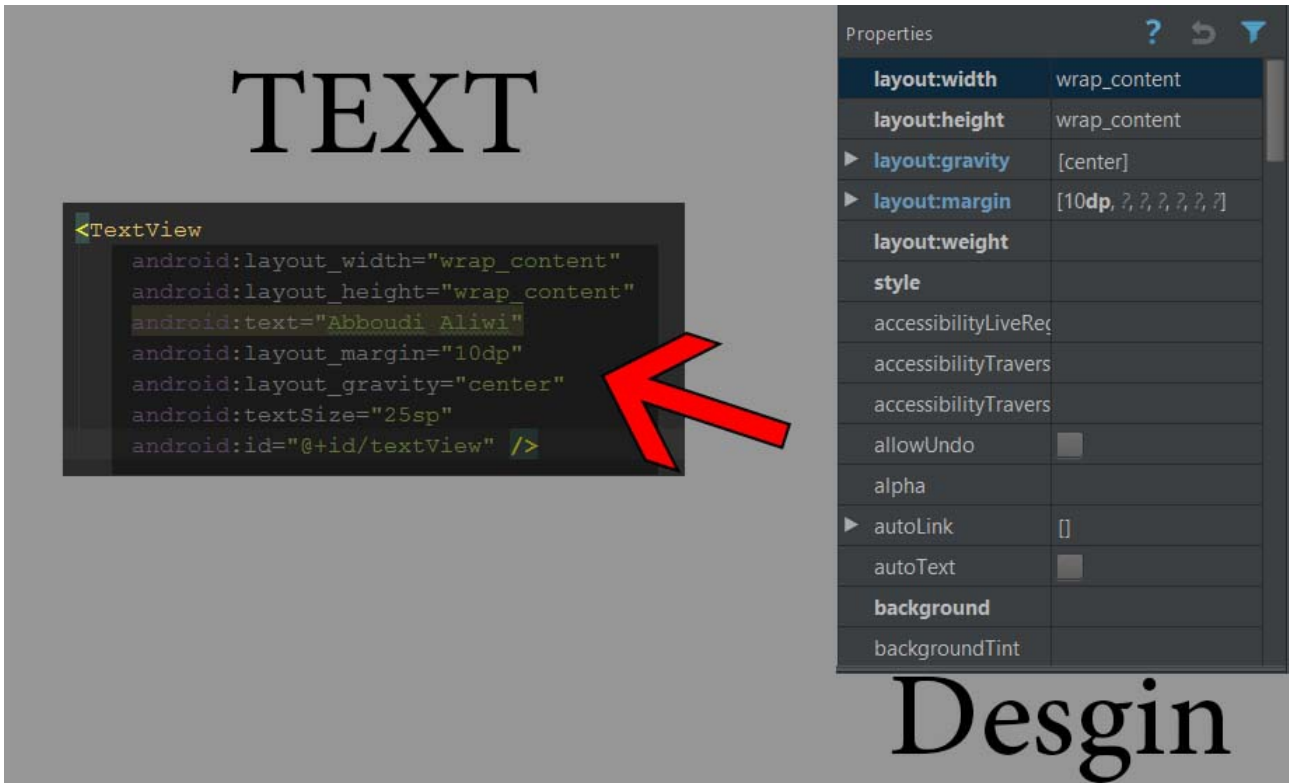 TEXT
<TextView
android:layout_width="wrap_content"
android:layout_height="wrap_content"
android:text="Abboudi Aliwi"
android:layout_margin="10dp"
android:layout_gravity="center"
android:textSize="25sp"
android:id="@+id/textView" />
Properties ?
layout:width wrap_content
layout:height wrap_content
layout:gravity [center]
layout:margin [10dp, ?, ?, ?, ?, ?, ?]
layout:weight
style
accessibilityLiveReg
accessibilityTravers
accessibilityTravers
allowUndo
alpha
autoLink []
autoText
background
backgroundTint
Desgin